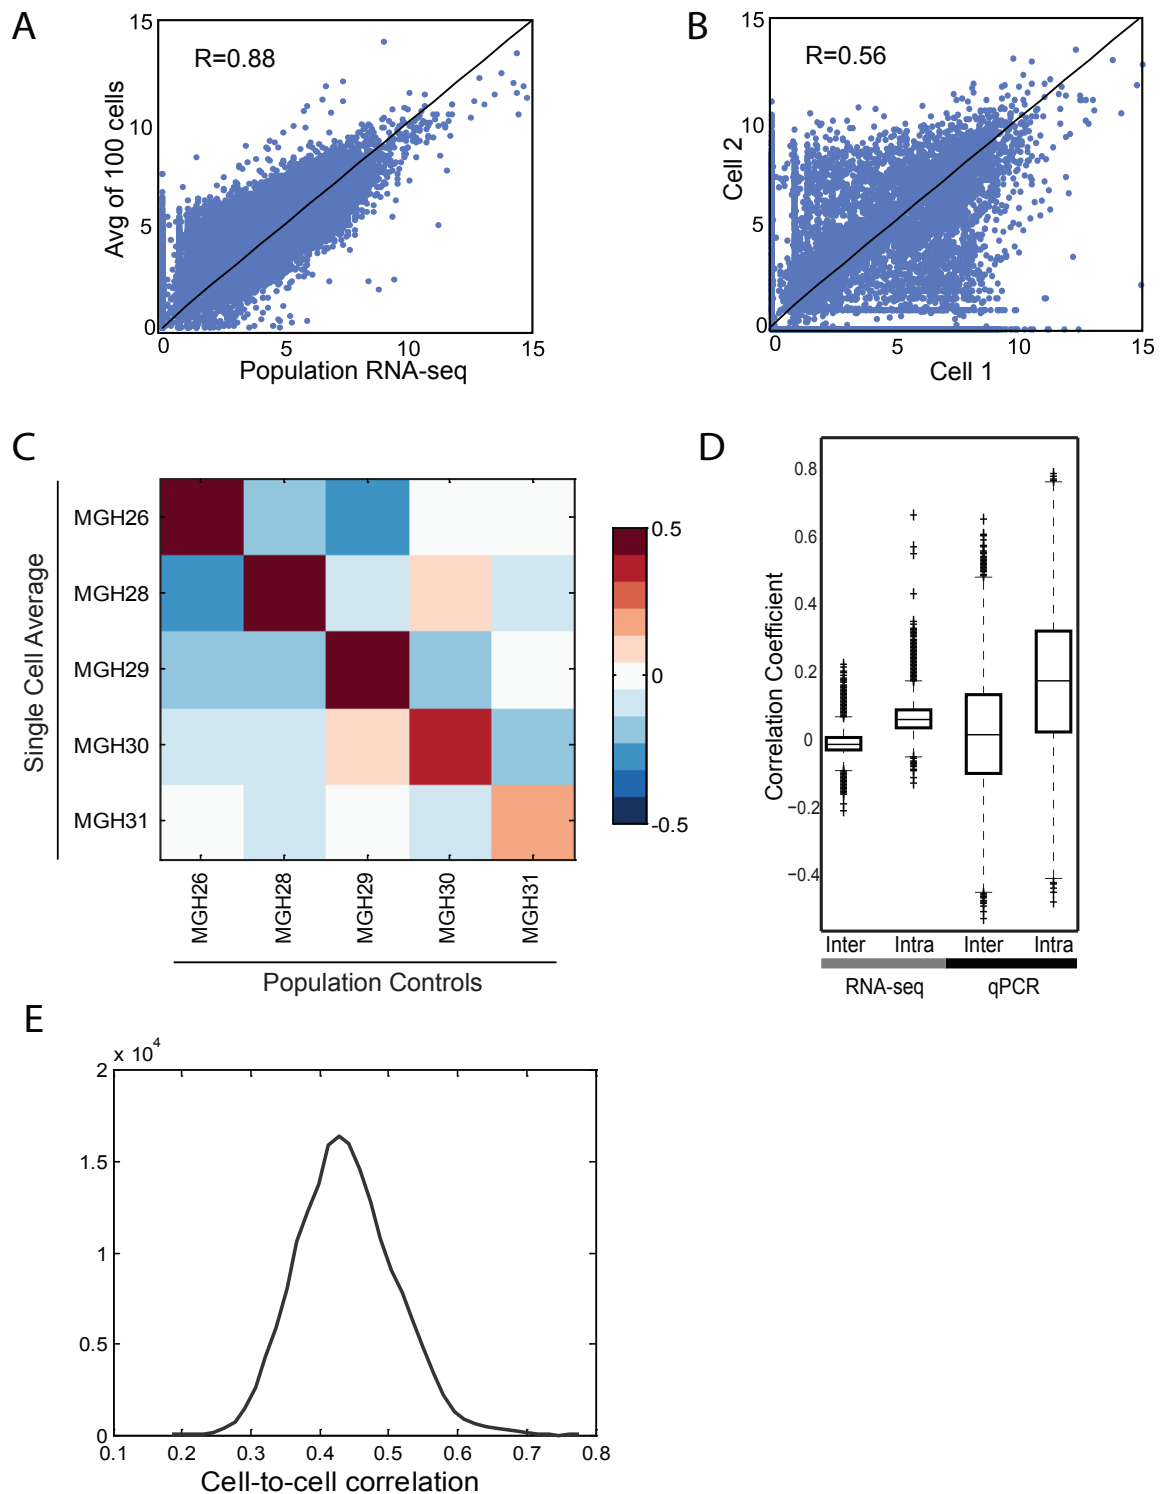 A
R=0.88
15
10
5
0
0
5
10
15
Avg of 100 cells
Population RNA-seq
B
R=0.56
15
10
5
0
0
5
10
15
Cell 2
Cell 1
C
Single Cell Average
MGH26
MGH28
MGH29
MGH30
MGH31
MGH26
MGH28
MGH29
MGH30
MGH31
Population Controls
0.5
0
-0.5
D
Correlation Coefficient
0.8
0.6
0.4
0.2
0
−0.2
−0.4
Inter
Intra
Inter
Intra
RNA-seq
qPCR
E
x 10^4
2
1.5
1
0.5
0
0.1
0.2
0.3
0.4
0.5
0.6
0.7
0.8
Cell-to-cell correlation